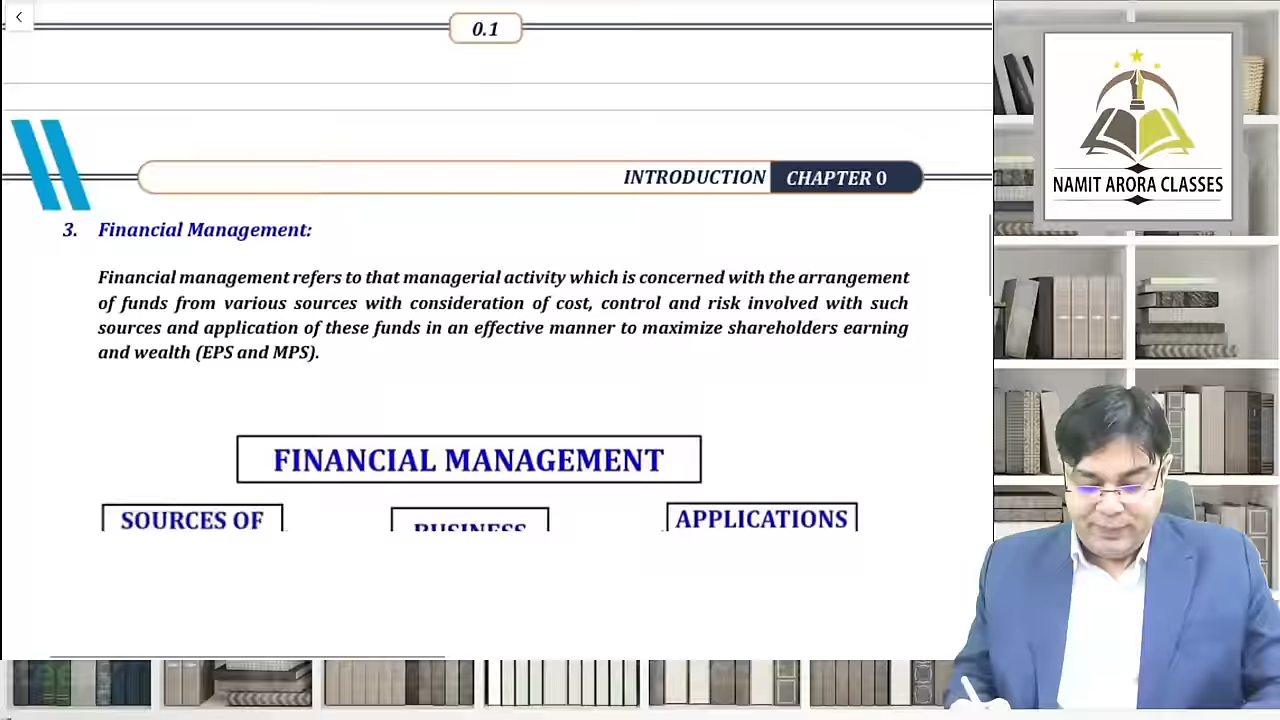 0.1
INTRODUCTION CHAPTER 0
3. Financial Management:
Financial management refers to that managerial activity which is concerned with the arrangement
of funds from various sources with consideration of cost, control and risk involved with such
sources and application of these funds in an effective manner to maximize shareholders earning
and wealth (EPS and MPS).
FINANCIAL MANAGEMENT
SOURCES OF
BUSINESS
APPLICATIONS
NAMIT ARORA CLASSES